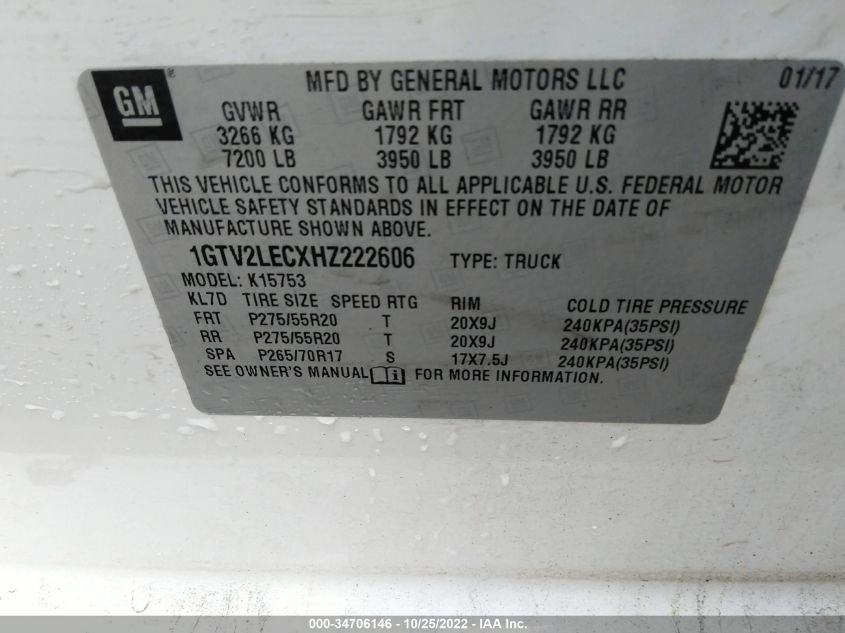 GM ® MFD BY GENERAL MOTORS LLC 01/17
GVWR GAWR FRT GAWR RR
3266 KG 1792 KG 1792 KG
7200 LB 3950 LB 3950 LB
THIS VEHICLE CONFORMS TO ALL APPLICABLE U.S. FEDERAL MOTOR
VEHICLE SAFETY STANDARDS IN EFFECT ON THE DATE OF
MANUFACTURE SHOWN ABOVE.
1GTV2LECXHZ222606 TYPE: TRUCK
MODEL: K15753
KL7D TIRE SIZE SPEED RTG RIM COLD TIRE PRESSURE
FRT P275/55R20 T 20X9J 240KPA(35PSI)
RR P275/55R20 T 20X9J 240KPA(35PSI)
SPA P265/70R17 S 17X7.5J 240KPA(35PSI)
SEE OWNER'S MANUAL i FOR MORE INFORMATION.
000-34706146 - 10/25/2022 - IAA Inc.